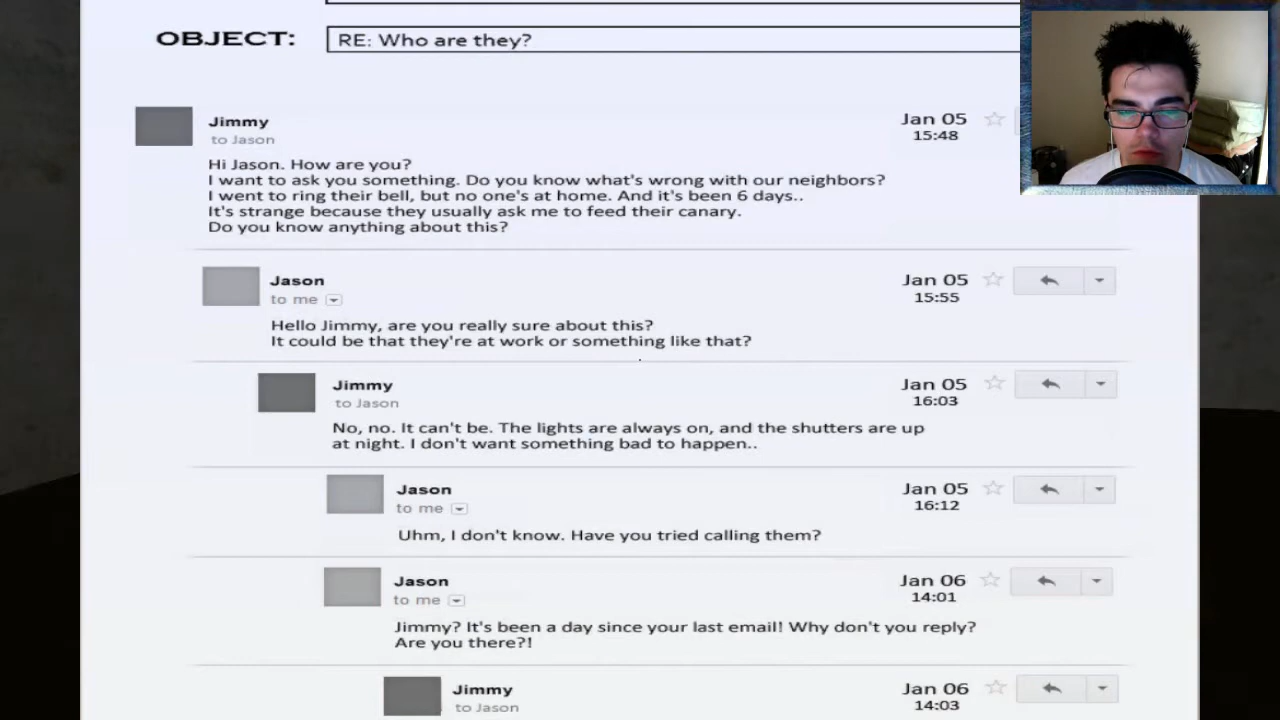 OBJECT: RE: Who are they?
Jimmy Jan 05
to Jason 15:48
Hi Jason. How are you?
I want to ask you something. Do you know what's wrong with our neighbors?
I went to ring their bell, but no one's at home. And it's been 6 days..
It's strange because they usually ask me to feed their canary.
Do you know anything about this?
Jason Jan 05
to me 15:55
Hello Jimmy, are you really sure about this?
It could be that they're at work or something like that?
Jimmy Jan 05
to Jason 16:03
No, no. It can't be. The lights are always on, and the shutters are up
at night. I don't want something bad to happen..
Jason Jan 05
to me 16:12
Uhm, I don't know. Have you tried calling them?
Jason Jan 06
to me 14:01
Jimmy? It's been a day since your last email! Why don't you reply?
Are you there?!
Jimmy Jan 06
to Jason 14:03